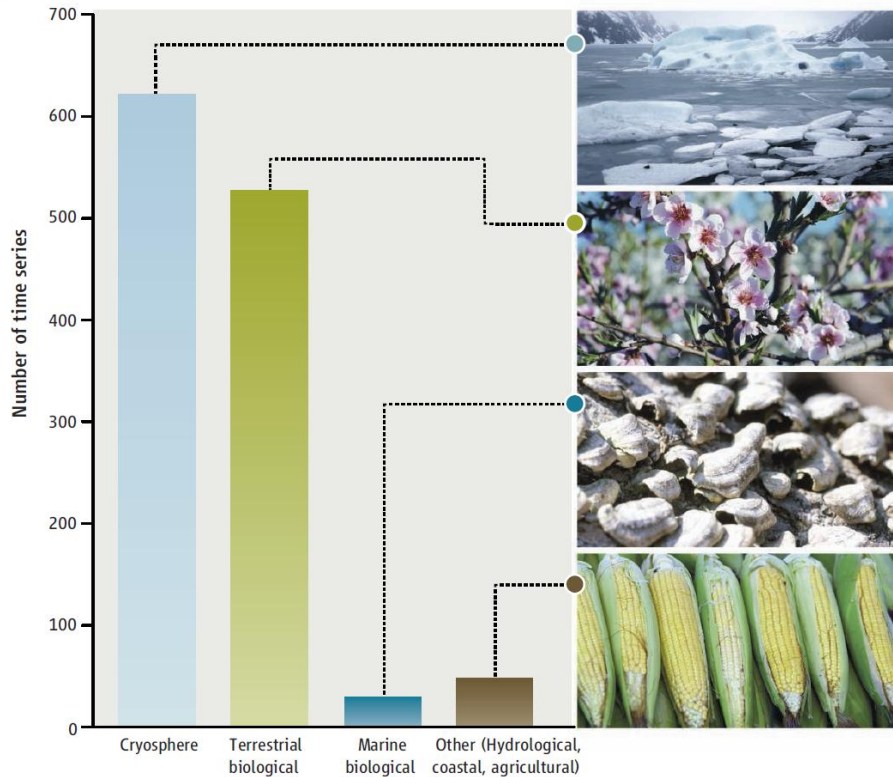 700
600
500
400
300
200
100
0
Number of time series
Cryosphere
Terrestrial
biological
Marine
biological
Other (Hydrological,
coastal, agricultural)